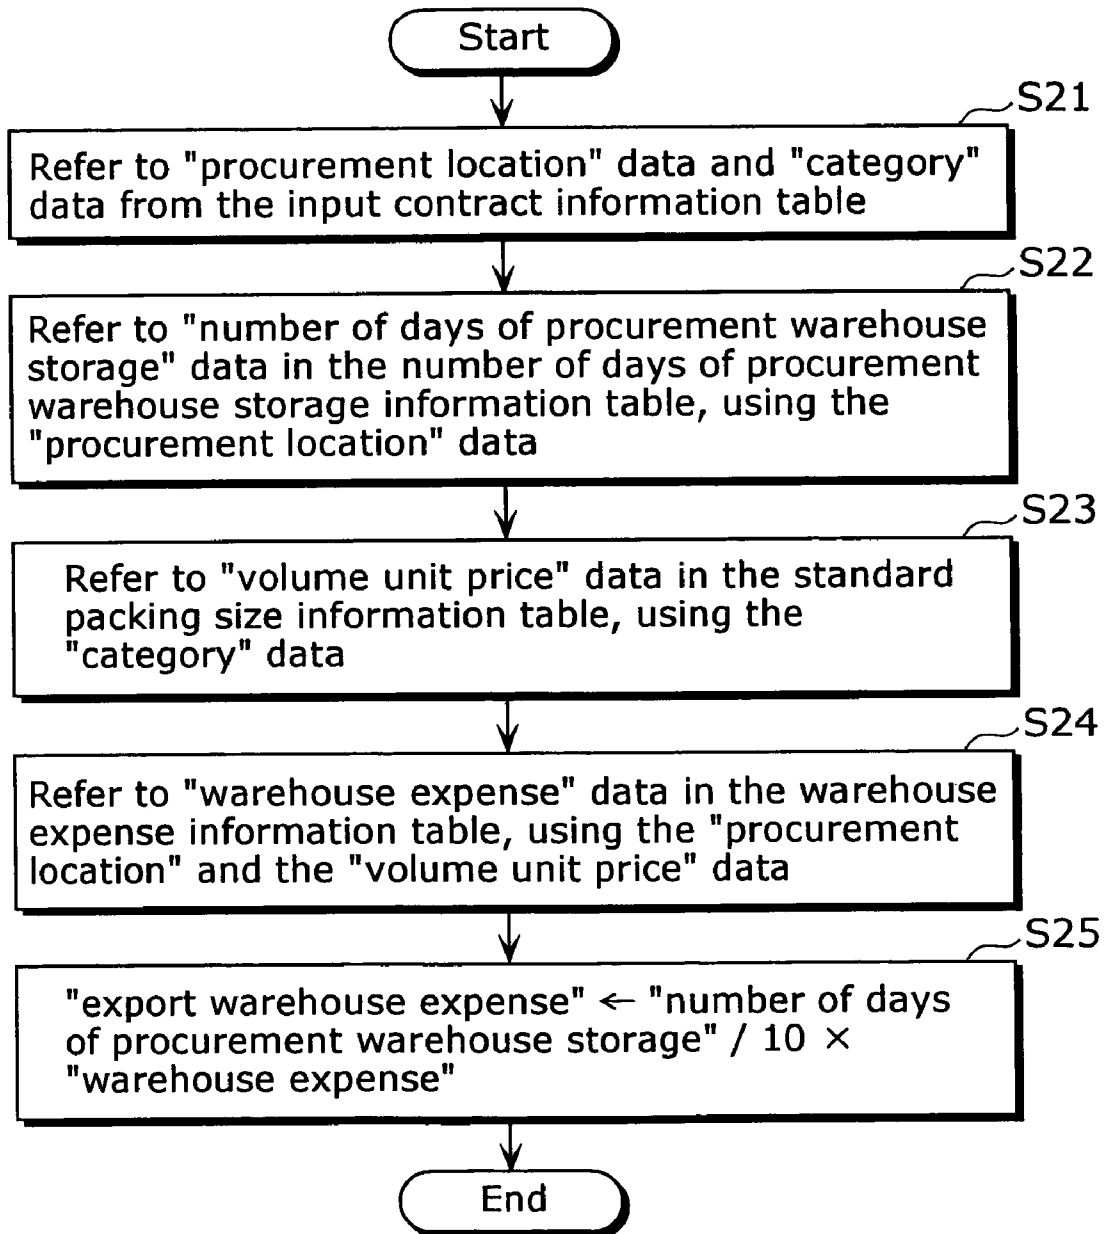 Start
S21
Refer to "procurement location" data and "category"
data from the input contract information table
S22
Refer to "number of days of procurement warehouse
storage" data in the number of days of procurement
warehouse storage information table, using the
"procurement location" data
S23
Refer to "volume unit price" data in the standard
packing size information table, using the
"category" data
S24
Refer to "warehouse expense" data in the warehouse
expense information table, using the "procurement
location" and the "volume unit price" data
S25
"export warehouse expense" ← "number of days
of procurement warehouse storage" / 10 ×
"warehouse expense"
End